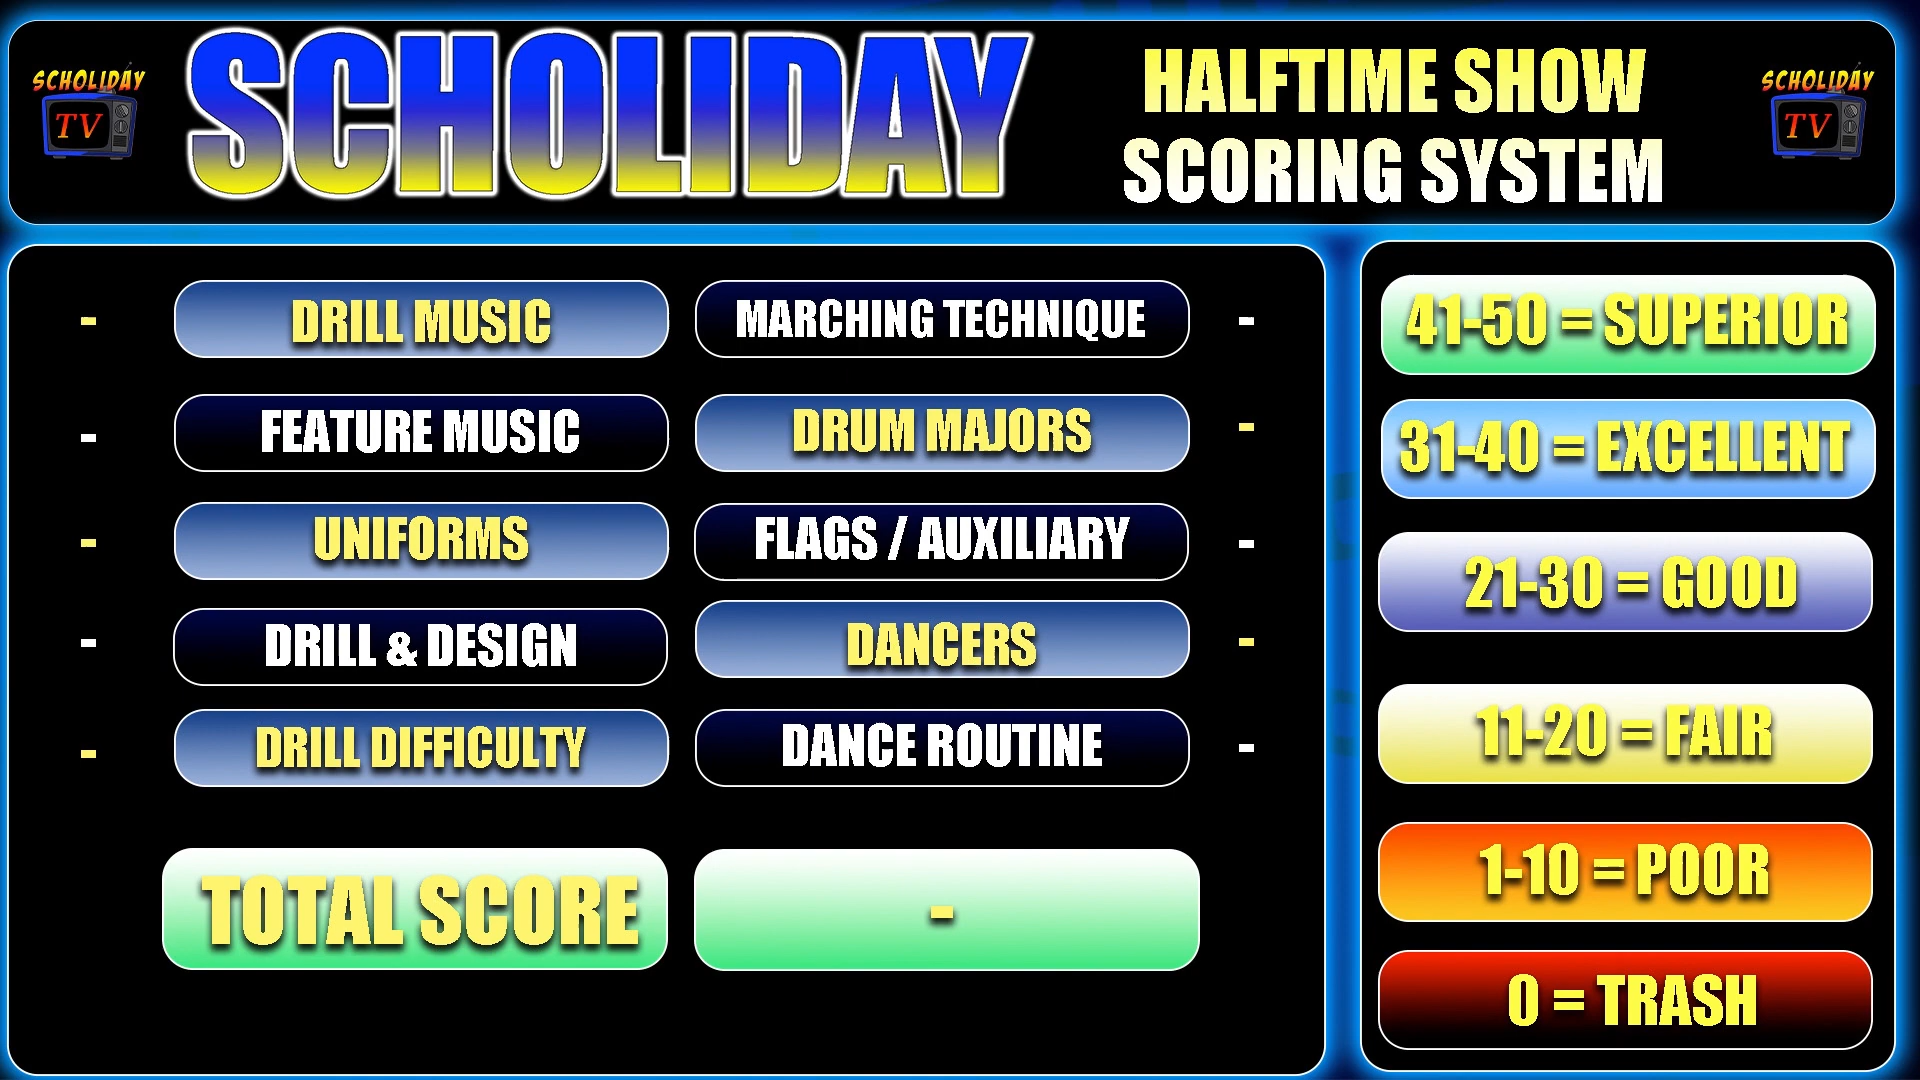 SCHOLIDAY
TV
SCHOLIDAY
HALFTIME SHOW
SCORING SYSTEM
SCHOLIDAY
TV
- DRILL MUSIC
MARCHING TECHNIQUE -
- FEATURE MUSIC
DRUM MAJORS -
- UNIFORMS
FLAGS / AUXILIARY -
- DRILL & DESIGN
DANCERS -
- DRILL DIFFICULTY
DANCE ROUTINE -
TOTAL SCORE
-
41-50 = SUPERIOR
31-40 = EXCELLENT
21-30 = GOOD
11-20 = FAIR
1-10 = POOR
0 = TRASH